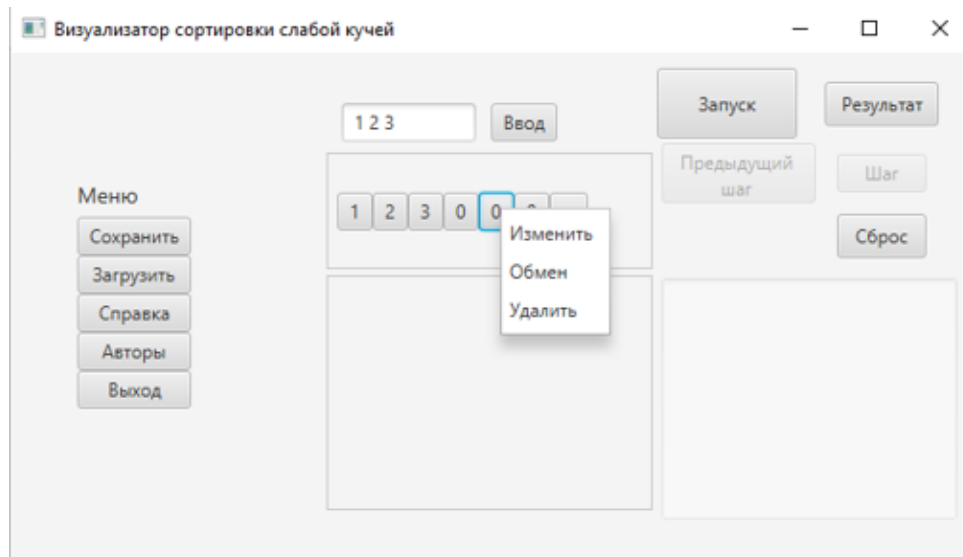 Визуализатор сортировки слабой кучей
1 2 3
Ввод
Запуск
Результат
Предыдущий
шаг
Шаг
Сброс
Меню
Сохранить
Загрузить
Справка
Авторы
Выход
1 2 3 0 0
Изменить
Обмен
Удалить